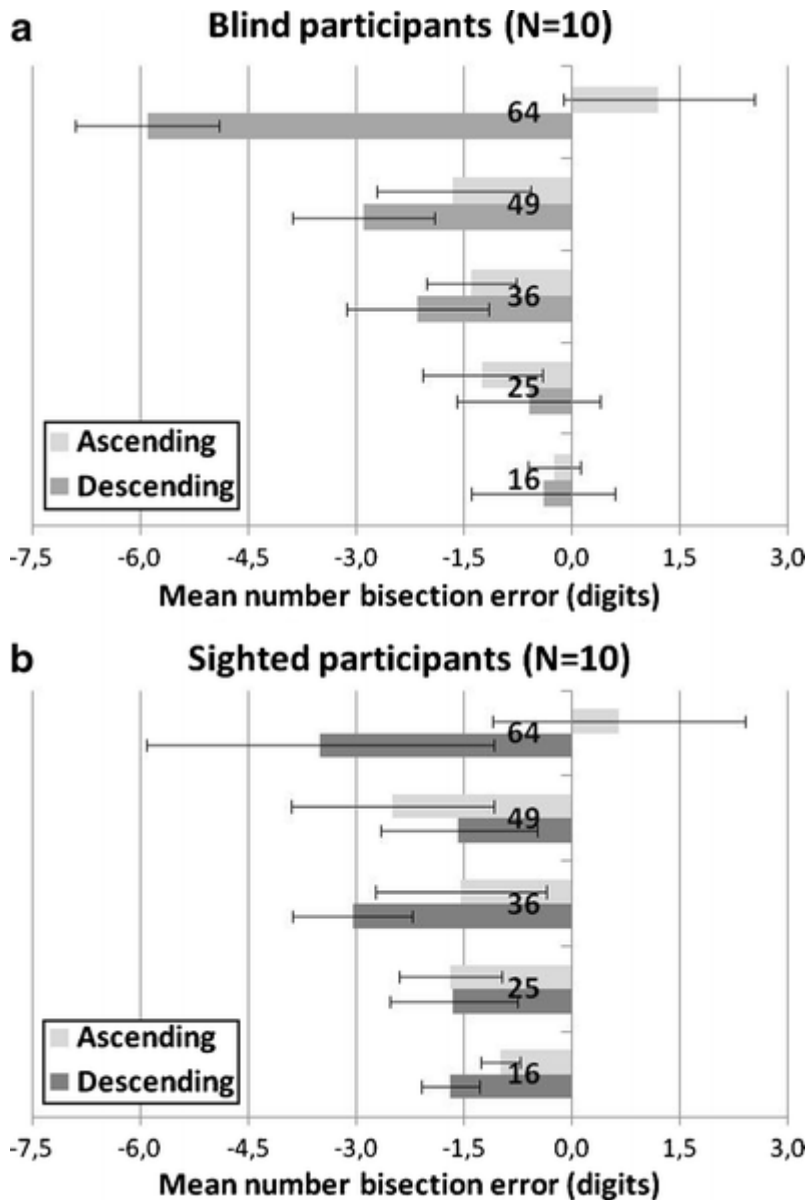 a
Blind participants (N=10)
64
49
36
25
16
Ascending
Descending
-7,5 -6,0 -4,5 -3,0 -1,5 0,0 1,5 3,0
Mean number bisection error (digits)
b
Sighted participants (N=10)
64
49
36
25
16
Ascending
Descending
-7,5 -6,0 -4,5 -3,0 -1,5 0,0 1,5 3,0
Mean number bisection error (digits)